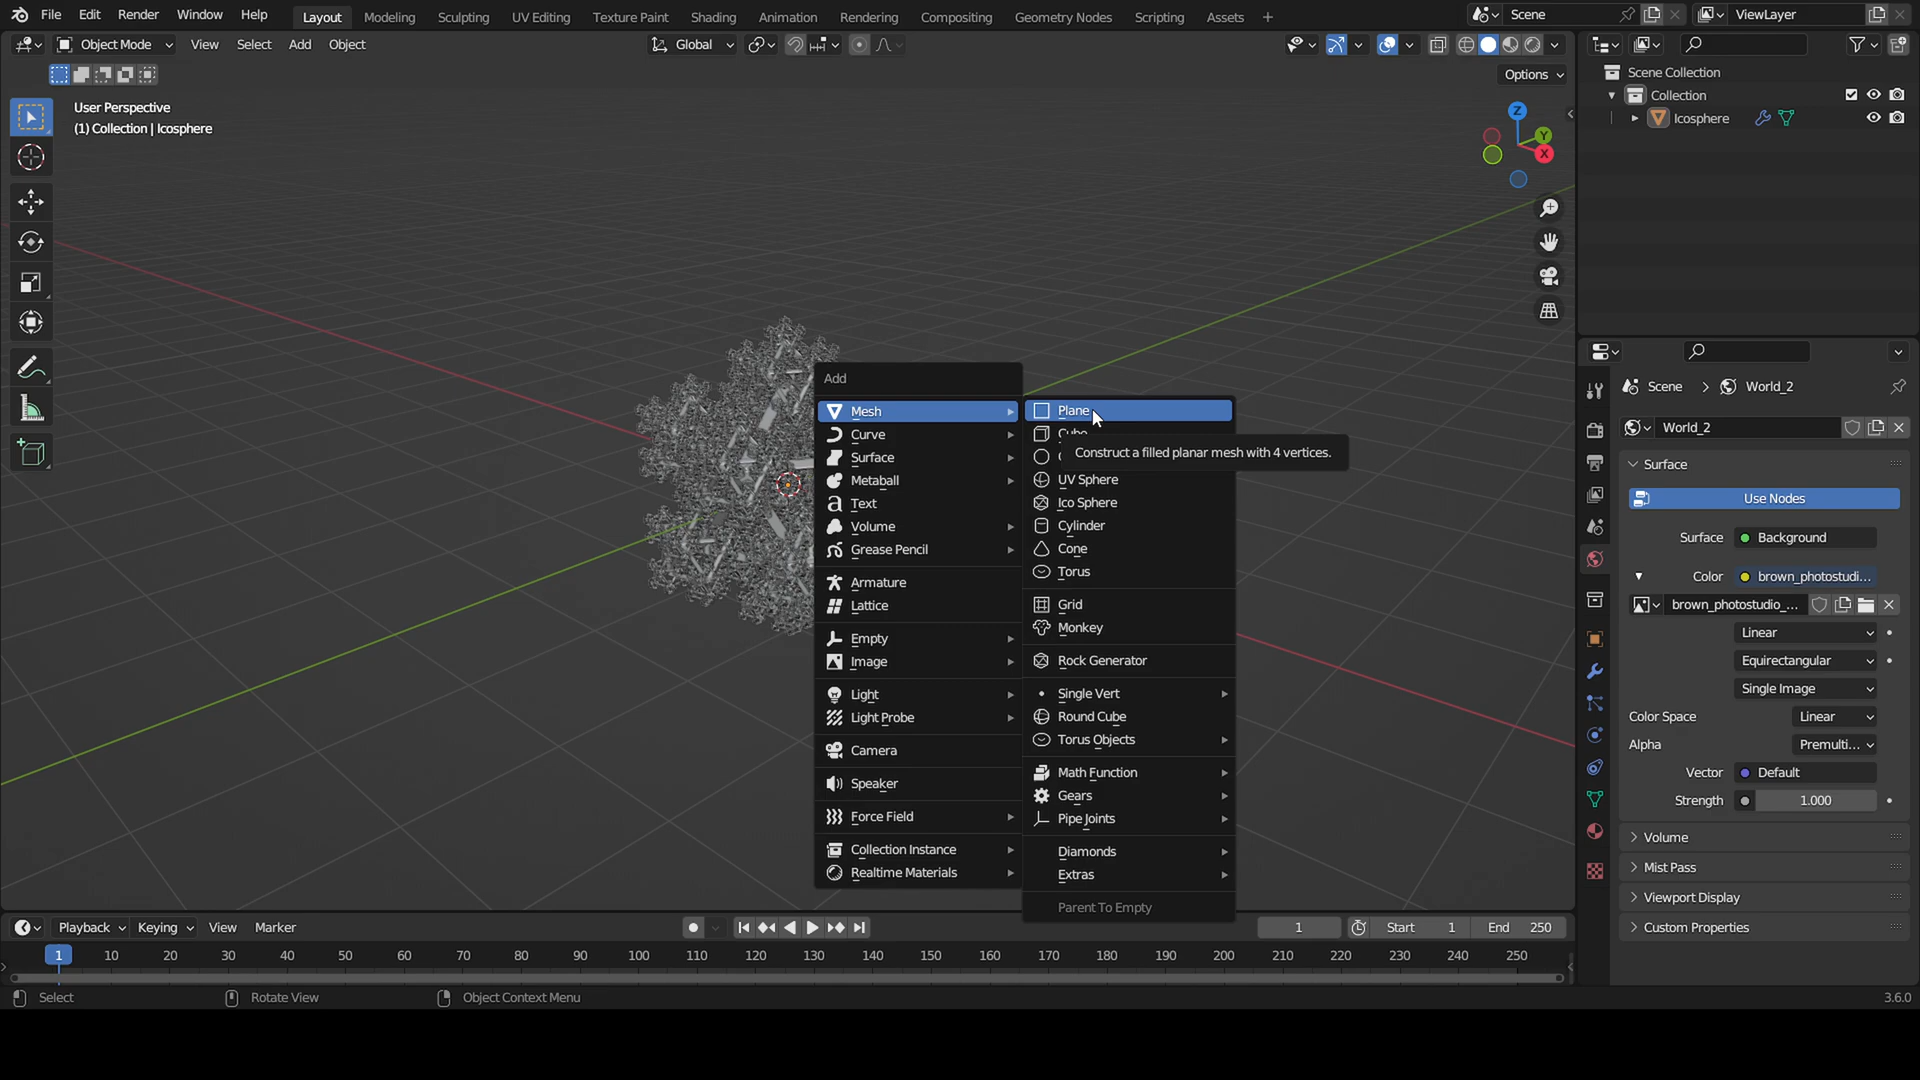 File Edit Render Window Help Layout Modeling Sculpting UV Editing Texture Paint Shading Animation Rendering Compositing Geometry Nodes Scripting Assets + Scene ViewLayer
Object Mode View Select Add Object Global
Options
User Perspective
(1) Collection | Icosphere
Scene Collection
Collection
Icosphere
Z
Y
X
Add
Mesh
Curve
Surface
Metaball
Text
Volume
Grease Pencil
Armature
Lattice
Empty
Image
Light
Light Probe
Camera
Speaker
Force Field
Collection Instance
Realtime Materials
Plane
Cube
Construct a filled planar mesh with 4 vertices.
UV Sphere
Ico Sphere
Cylinder
Cone
Torus
Grid
Monkey
Rock Generator
Single Vert
Round Cube
Torus Objects
Math Function
Gears
Pipe Joints
Diamonds
Extras
Parent To Empty
Scene > World_2
World_2
Surface
Use Nodes
Surface Background
Color brown_photostudi...
brown_photostudio_...
Linear
Equirectangular
Single Image
Color Space Linear
Alpha Premulti...
Vector Default
Strength 1.000
Volume
Mist Pass
Viewport Display
Custom Properties
Playback Keying View Marker 1 Start 1 End 250
1 10 20 30 40 50 60 70 80 90 100 110 120 130 140 150 160 170 180 190 200 210 220 230 240 250
Select Rotate View Object Context Menu 3.6.0